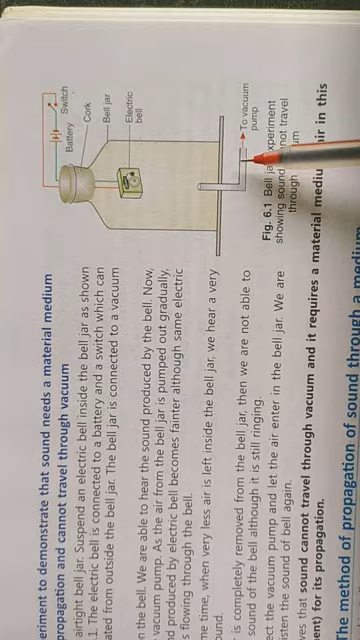 eriment to demonstrate that sound needs a material medium
propagation and cannot travel through vacuum
airtight bell jar. Suspend an electric bell inside the bell jar as shown
1. The electric bell is connected to a battery and a switch which can
ated from outside the bell jar. The bell jar is connected to a vacuum
n the bell. We are able to hear the sound produced by the bell. Now,
vacuum pump. As the air from the bell jar is pumped out gradually,
nd produced by electric bell becomes fainter although same electric
s flowing through the bell.
me time, when very less air is left inside the bell jar, we hear a very
ound.
is completely removed from the bell jar, then we are not able to
sound of the bell although it is still ringing.
ect the vacuum pump and let the air enter in the bell jar. We are
sten the sound of bell again.
ves that sound cannot travel through vacuum and it requires a material mediu air in this
nt) for its propagation.
The method of propagation of sound through a medium
Switch
Battery
Cork
Bell jar
Electric
bell
To vacuum
pump
Fig. 6.1 Bell ja experiment
showing sound not travel
through um